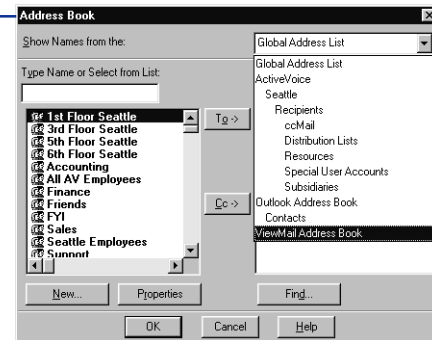 Address Book
Show Names from the:
Global Address List
Type Name or Select from List:
Global Address List
ActiveVoice
Seattle
Recipients
ccMail
Distribution Lists
Resources
Special User Accounts
Subsidiaries
Outlook Address Book
Contacts
ViewMail Address Book
1st Floor Seattle
3rd Floor Seattle
5th Floor Seattle
6th Floor Seattle
Accounting
All AV Employees
Finance
Friends
FYI
Sales
Seattle Employees
Support
To ->
Cc ->
New...
Properties
Find...
OK
Cancel
Help